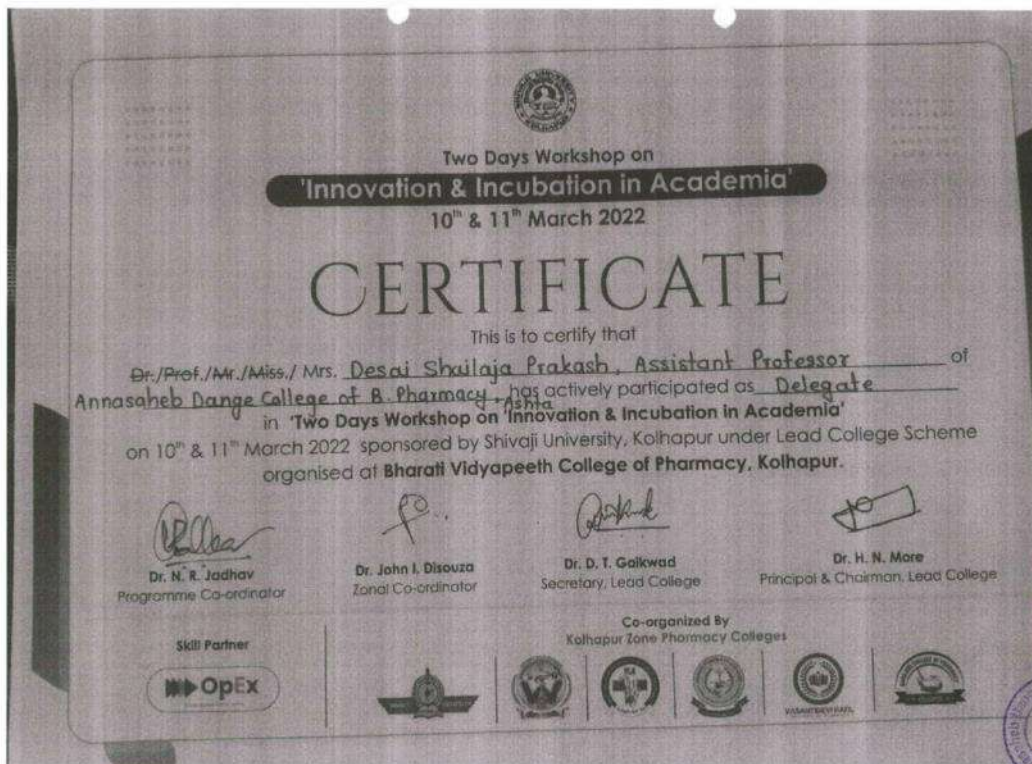 Two Days Workshop on
'Innovation & Incubation in Academia'
10th & 11th March 2022
CERTIFICATE
This is to certify that
Dr./Prof./Mr./Miss./ Mrs. Desai Shailaja Prakash, Assistant Professor of
Annasaheb Dange College of B. Pharmacy, Ashta has actively participated as Delegate
in 'Two Days Workshop on 'Innovation & Incubation in Academia'
on 10th & 11th March 2022 sponsored by Shivaji University, Kolhapur under Lead College Scheme
organised at Bharati Vidyapeeth College of Pharmacy, Kolhapur.
Dr. N. R. Jadhav
Programme Co-ordinator
Dr. John I. Disouza
Zonal Co-ordinator
Dr. D. T. Gaikwad
Secretary, Lead College
Dr. H. N. More
Principal & Chairman, Lead College
Skill Partner
OpEx
Co-organized By
Kolhapur Zone Pharmacy Colleges